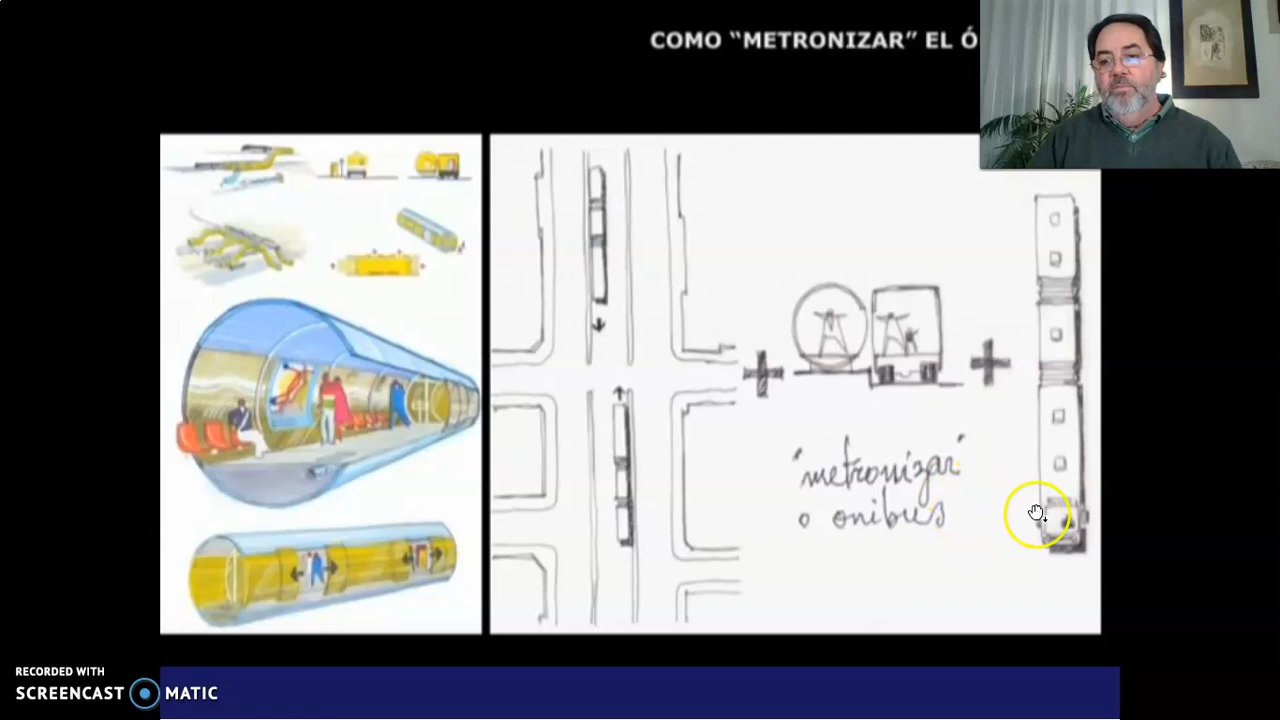 COMO “METRONIZAR” EL Ó
"metronizar"
o onibus
RECORDED WITH
SCREENCAST MATIC